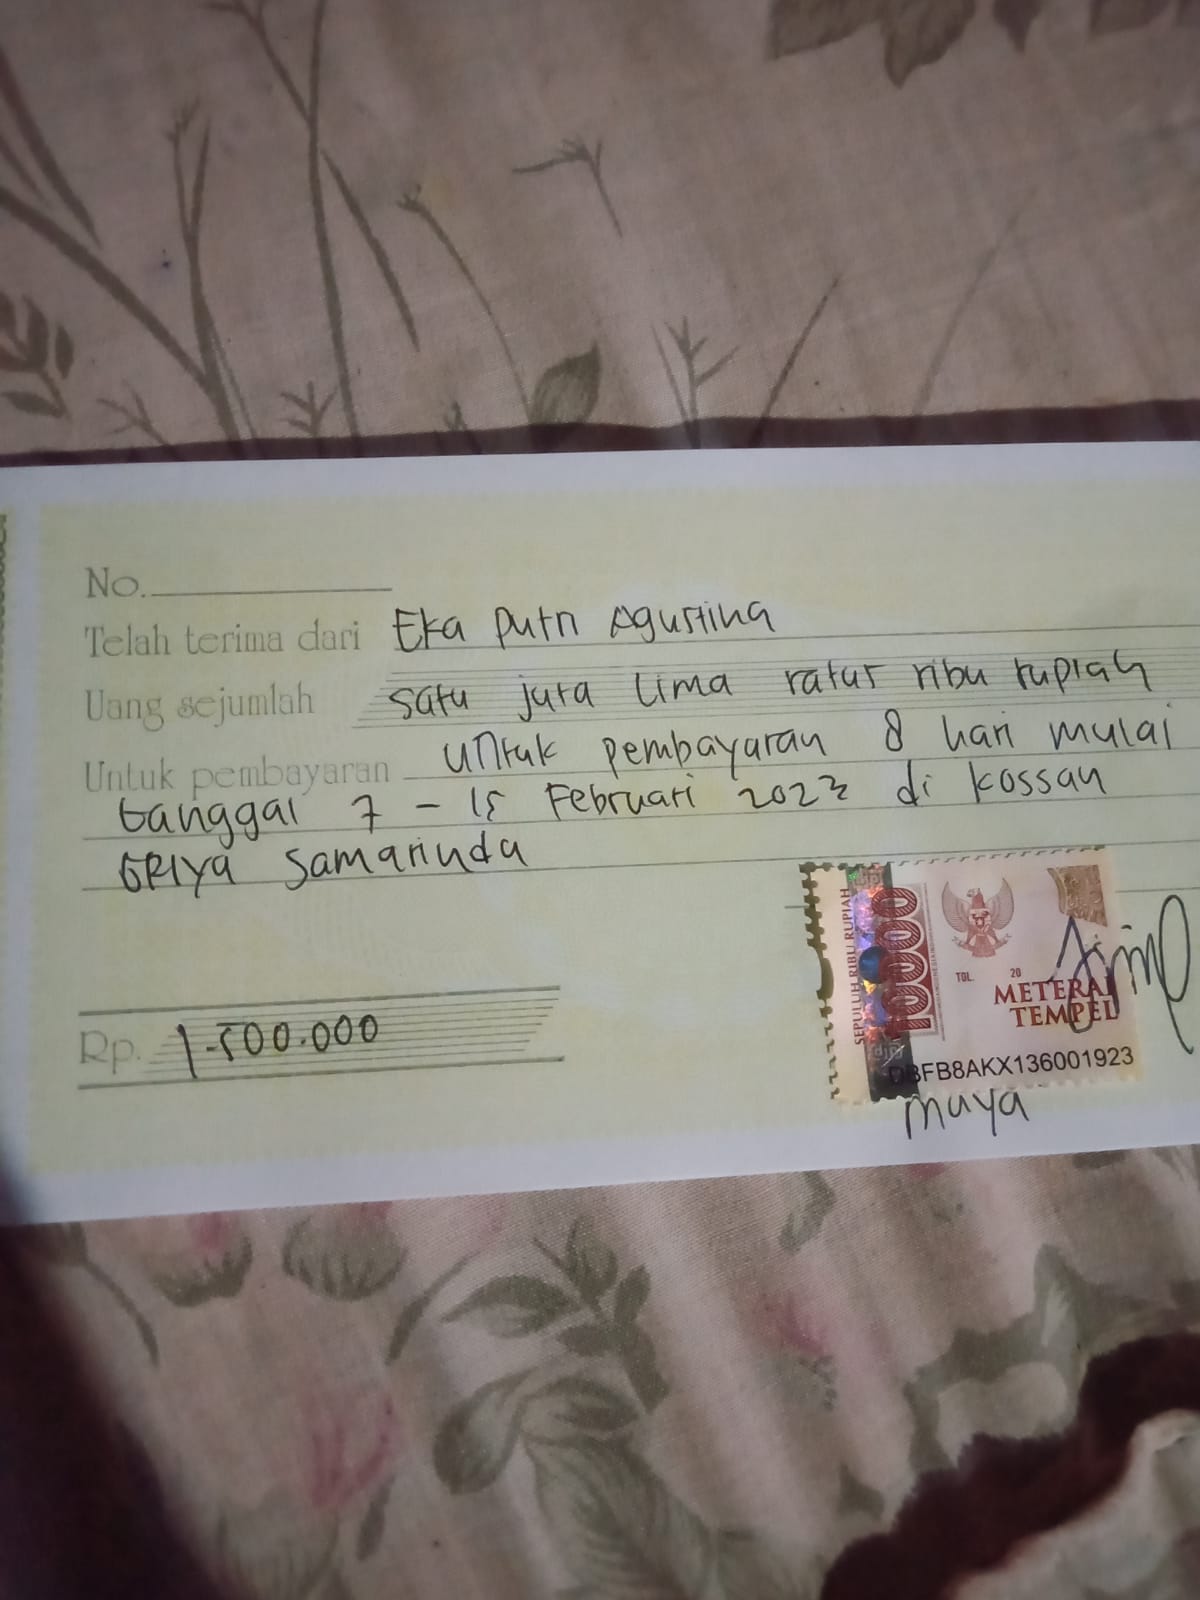 No.
Telah terima dari Eka putri Agustina
Uang sejumlah satu juta lima ratus ribu rupiah
Untuk pembayaran untuk pembayaran 8 hari mulai
tanggal 7 - 15 Februari 2023 di kossan
GRIYA Samarinda
SEPULUH RIBU RUPIAH
10000
TGL. 20
METERAI
TEMPEL
Rp. 1.500.000
DBFB8AKX136001923
maya